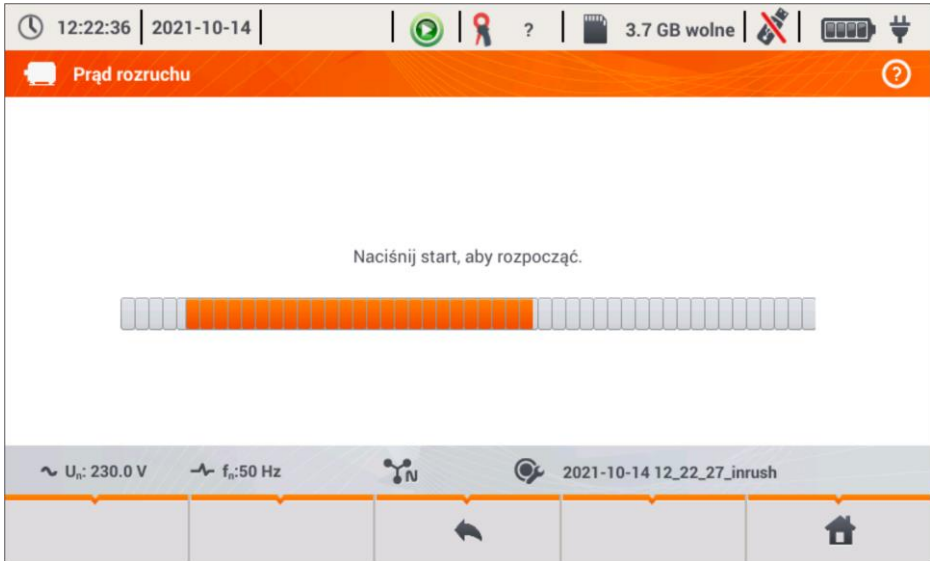 12:22:36 2021-10-14 ? 3.7 GB wolne
Prąd rozruchu ?
Naciśnij start, aby rozpocząć.
Uₙ: 230.0 V fₙ:50 Hz N 2021-10-14 12_22_27_inrush